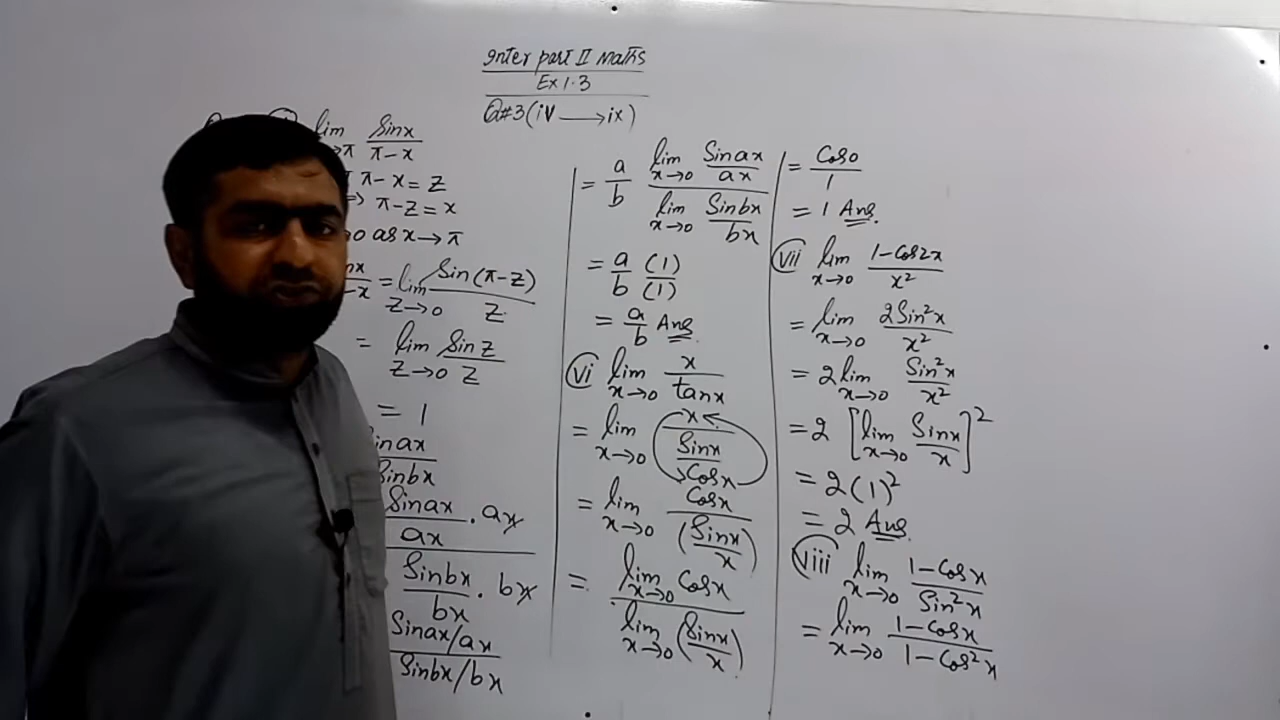 Inter part II Maths
Ex 1.3
Q#3(iv → ix)
lim Sinx / π-x
→π
π-x = z
⇒ π-z = x
→0 as x→π
= lim z→0 Sin(π-z) / z
= lim z→0 Sinz / z
= 1
Sinax / Sinbx
Sinax/ax . ax / Sinbx/bx . bx
Sinax/ax / Sinbx/bx
= a/b lim x→0 Sinax/ax / lim x→0 Sinbx/bx
= a/b (1)/(1)
= a/b Ans.
(vi) lim x→0 x / tanx
= lim x→0 x / Sinx/Cosx
= lim x→0 Cosx / (Sinx/x)
= lim x→0 Cosx / lim x→0 (Sinx/x)
= Cos0 / 1
= 1 Ans.
(vii) lim x→0 1-Cos2x / x²
= lim x→0 2Sin²x / x²
= 2 lim x→0 Sin²x / x²
= 2 [lim x→0 Sinx/x]²
= 2(1)²
= 2 Ans.
(viii) lim x→0 1-Cosx / Sin²x
= lim x→0 1-Cosx / 1-Cos²x